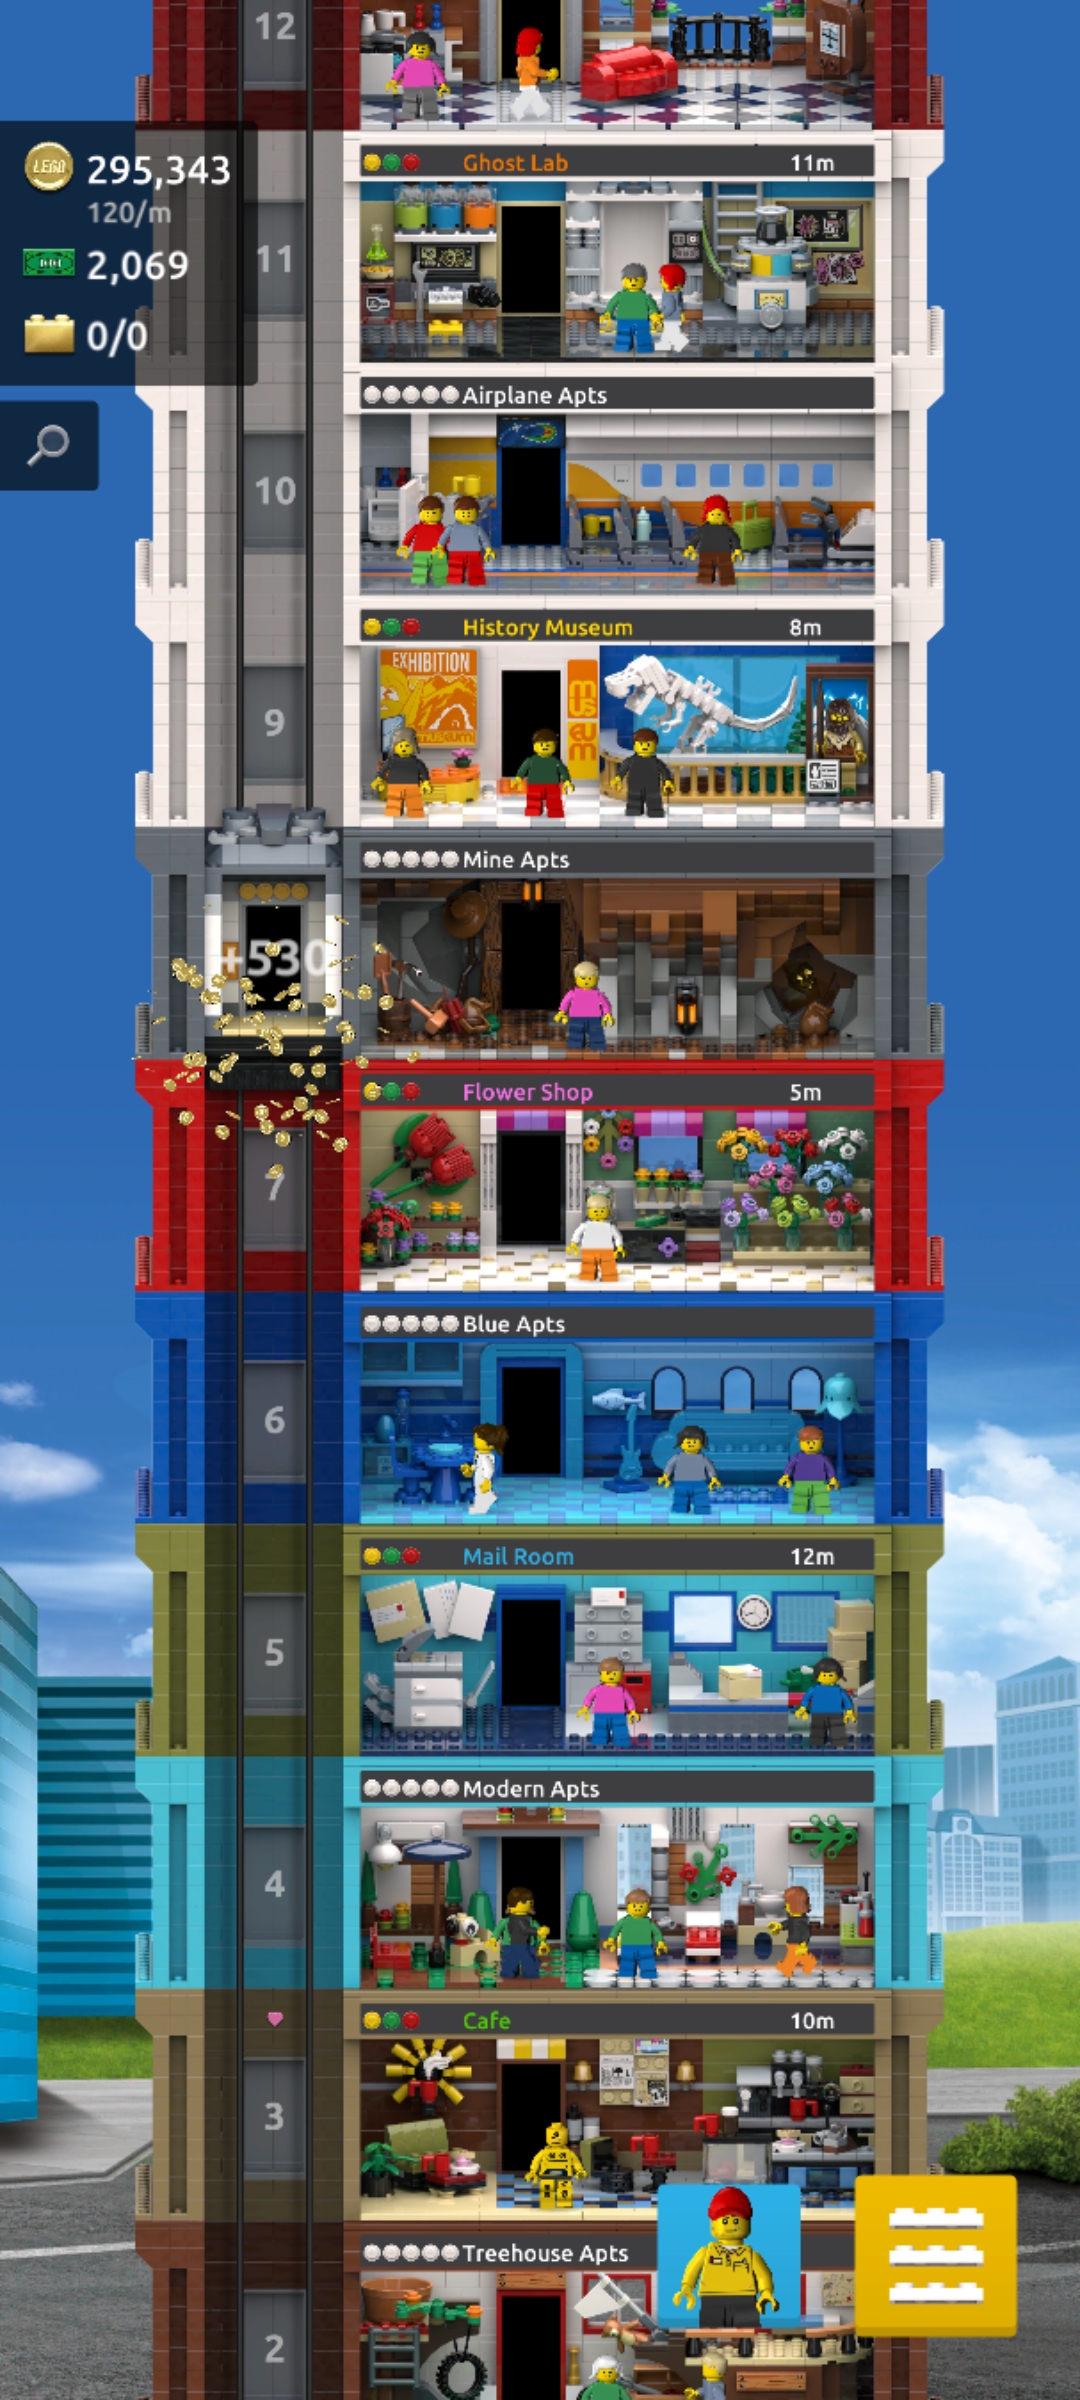 12
LEGO
295,343
120/m
2,069
0/0
Ghost Lab 11m
11
Airplane Apts
10
History Museum 8m
EXHIBITION
museum
MUSEUM
9
Mine Apts
+530
Flower Shop 5m
7
Blue Apts
6
Mail Room 12m
5
Modern Apts
4
Cafe 10m
3
Treehouse Apts
2